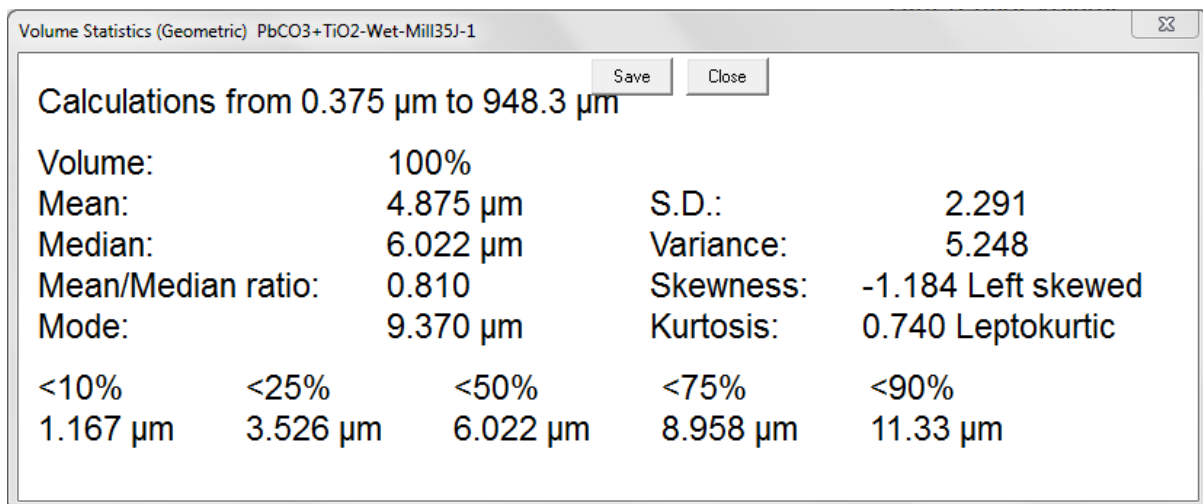 Volume Statistics (Geometric) PbCO3+TiO2-Wet-Mill35J-1
Save Close
Calculations from 0.375 µm to 948.3 µm
Volume: 100%
Mean: 4.875 µm S.D.: 2.291
Median: 6.022 µm Variance: 5.248
Mean/Median ratio: 0.810 Skewness: -1.184 Left skewed
Mode: 9.370 µm Kurtosis: 0.740 Leptokurtic
<10% <25% <50% <75% <90%
1.167 µm 3.526 µm 6.022 µm 8.958 µm 11.33 µm